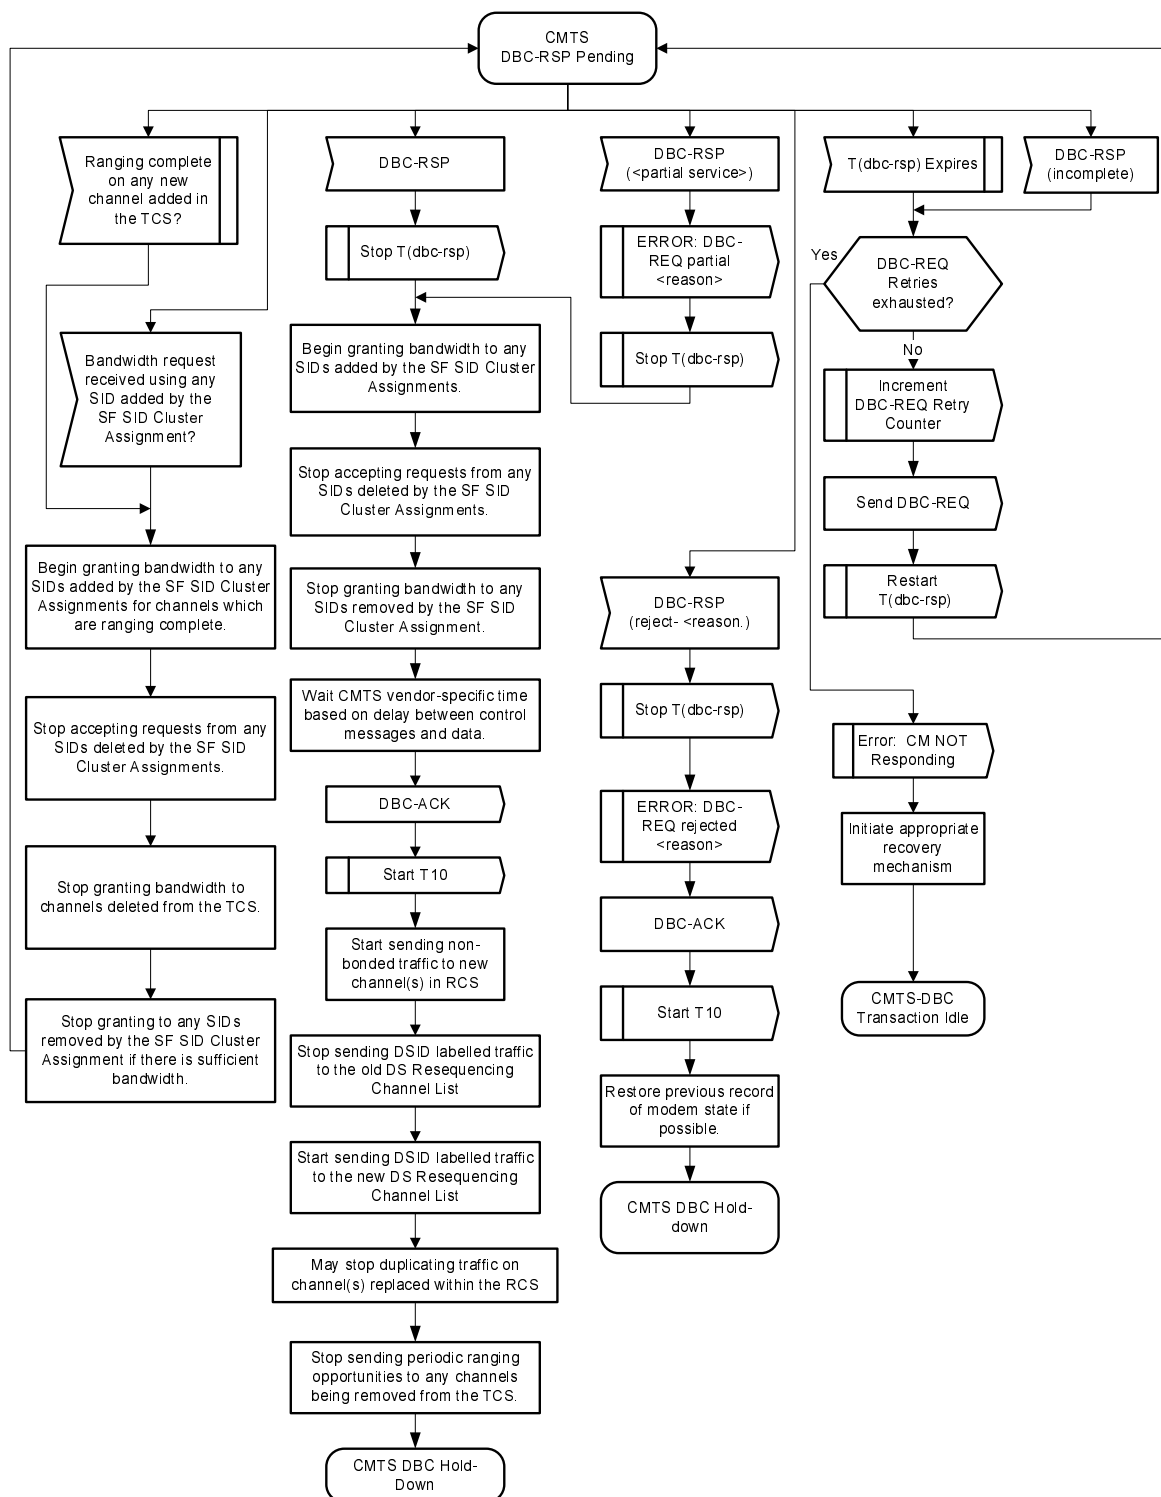 CMTS
DBC-RSP Pending
Ranging complete
on any new
channel added in
the TCS?
Bandwidth request
received using any
SID added by the
SF SID Cluster
Assignment?
Begin granting bandwidth to any
SIDs added by the SF SID Cluster
Assignments for channels which
are ranging complete.
Stop accepting requests from any
SIDs deleted by the SF SID
Cluster Assignments.
Stop granting bandwidth to
channels deleted from the TCS.
Stop granting to any SIDs
removed by the SF SID Cluster
Assignment if there is sufficient
bandwidth.
DBC-RSP
Stop T(dbc-rsp)
Begin granting bandwidth to any
SIDs added by the SF SID Cluster
Assignments.
Stop accepting requests from any
SIDs deleted by the SF SID
Cluster Assignments.
Stop granting bandwidth to any
SIDs removed by the SF SID
Cluster Assignment.
Wait CMTS vendor-specific time
based on delay between control
messages and data.
DBC-ACK
Start T10
Start sending non-
bonded traffic to new
channel(s) in RCS
Stop sending DSID labelled traffic
to the old DS Resequencing
Channel List
Start sending DSID labelled traffic
to the new DS Resequencing
Channel List
May stop duplicating traffic on
channel(s) replaced within the RCS
Stop sending periodic ranging
opportunities to any channels
being removed from the TCS.
CMTS DBC Hold-
Down
DBC-RSP
(<partial service>)
ERROR: DBC-
REQ partial
<reason>
Stop T(dbc-rsp)
DBC-RSP
(reject- <reason.)
Stop T(dbc-rsp)
ERROR: DBC-
REQ rejected
<reason>
DBC-ACK
Start T10
Restore previous record
of modem state if
possible.
CMTS DBC Hold-
down
T(dbc-rsp) Expires
DBC-RSP
(incomplete)
Yes
DBC-REQ
Retries
exhausted?
No
Increment
DBC-REQ Retry
Counter
Send DBC-REQ
Restart
T(dbc-rsp)
Error: CM NOT
Responding
Initiate appropriate
recovery
mechanism
CMTS-DBC
Transaction Idle